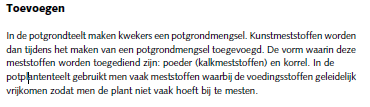 Toevoegen
In de potgrondteelt maken kwekers een potgrondmengsel. Kunstmeststoffen worden
dan tijdens het maken van een potgrondmengsel toegevoegd. De vorm waarin deze
meststoffen worden toegediend zijn: poeder (kalkmeststoffen) en korrel. In de
potplantenteelt gebruikt men vaak meststoffen waarbij de voedingsstoffen geleidelijk
vrijkomen zodat men de plant niet vaak hoeft bij te mesten.